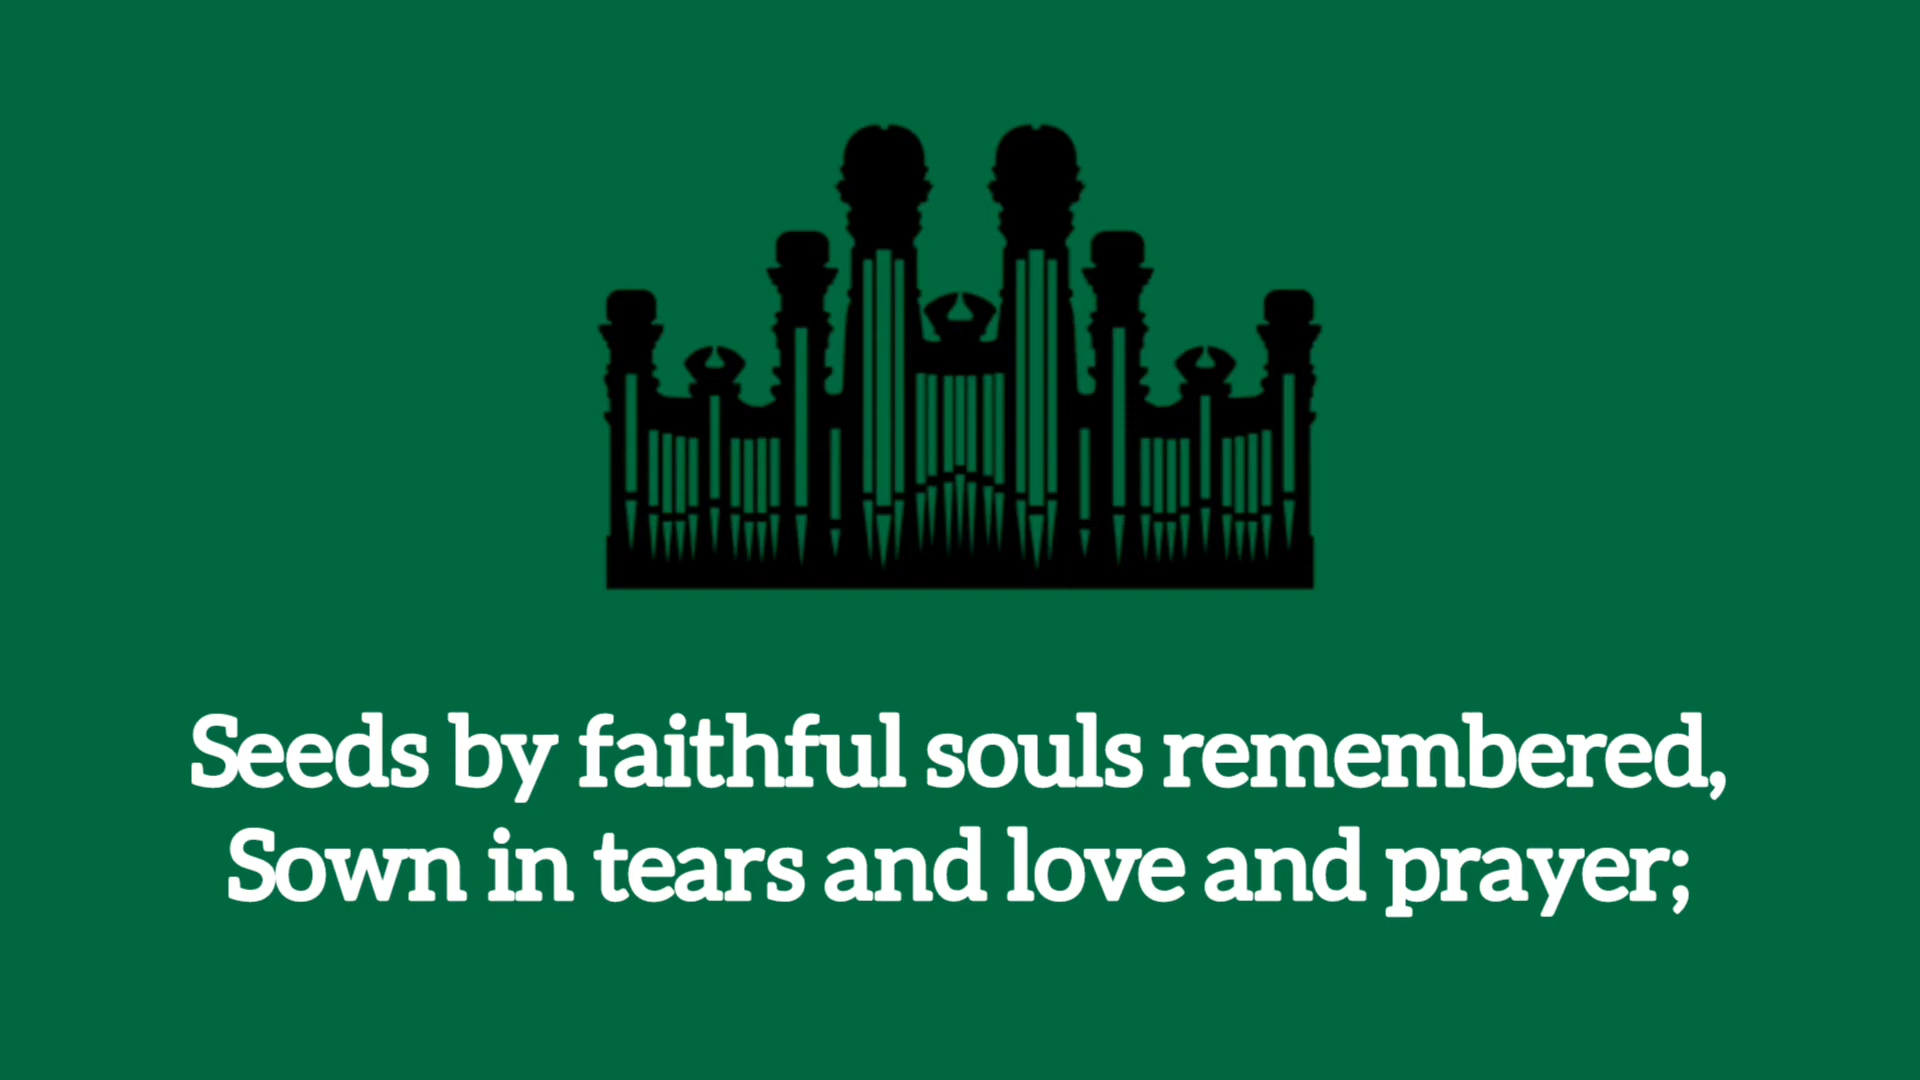 Seeds by faithful souls remembered,
Sown in tears and love and prayer;